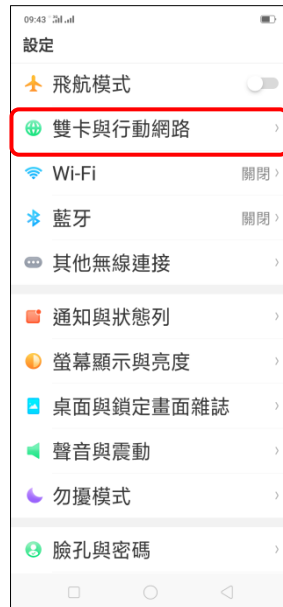 09:43
設定
飛航模式
雙卡與行動網路
Wi-Fi 關閉
藍牙 關閉
其他無線連接
通知與狀態列
螢幕顯示與亮度
桌面與鎖定畫面雜誌
聲音與震動
勿擾模式
臉孔與密碼